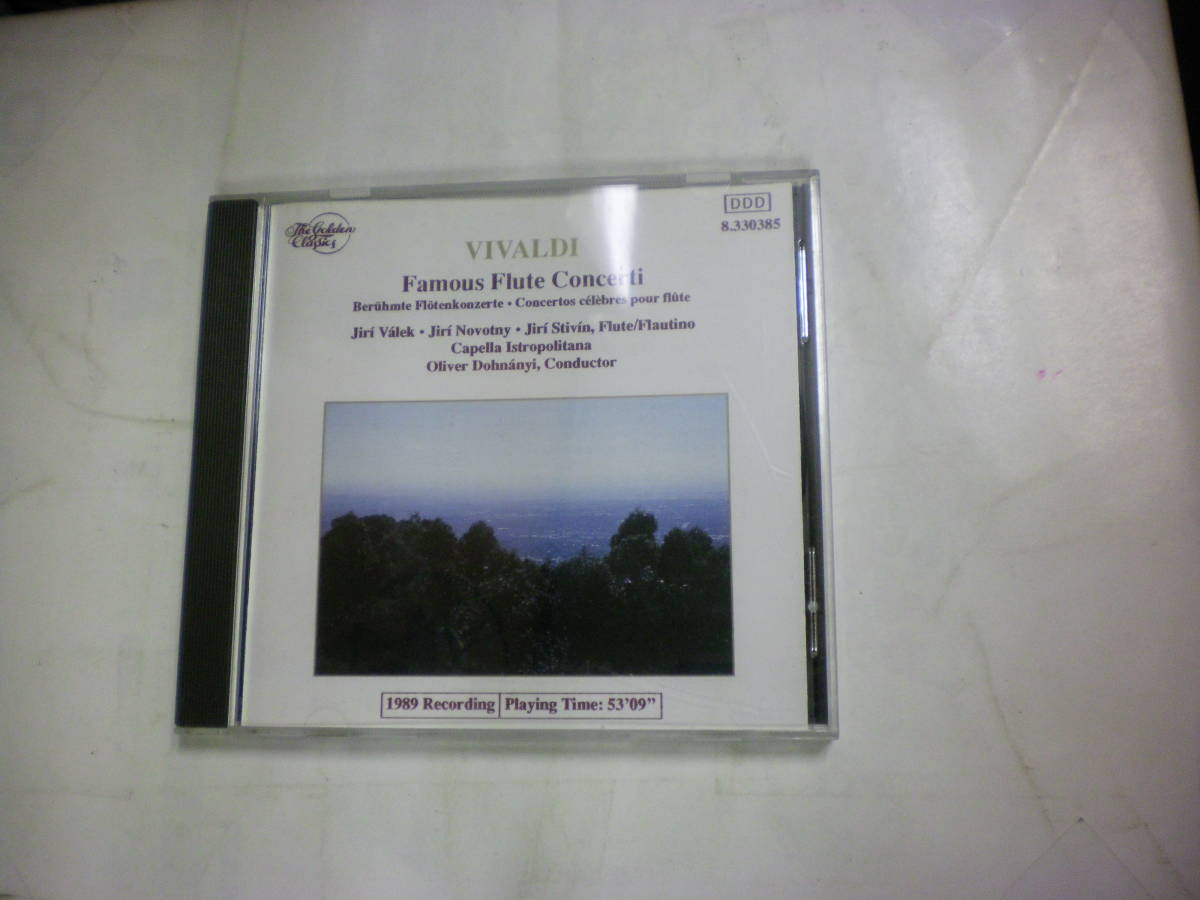 The Golden
Classics
DDD
8.330385
VIVALDI
Famous Flute Concerti
Berühmte Flötenkonzerte • Concertos célèbres pour flûte
Jirí Válek • Jirí Novotny • Jirí Stivín, Flute/Flautino
Capella Istropolitana
Oliver Dohnányi, Conductor
1989 Recording | Playing Time: 53'09”